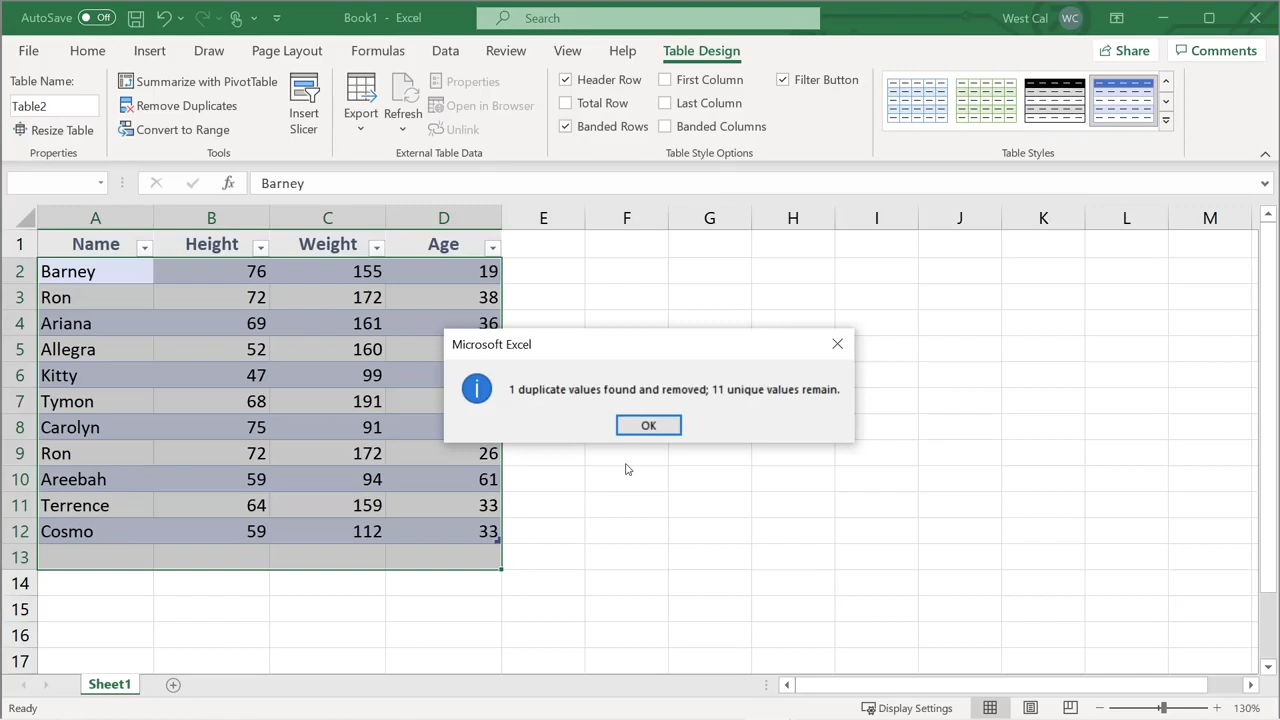 AutoSave Off Book1 - Excel Search West Cal WC
File Home Insert Draw Page Layout Formulas Data Review View Help Table Design Share Comments
Table Name:
Table2
Resize Table
Properties
Summarize with PivotTable
Remove Duplicates
Convert to Range
Insert
Slicer
Tools
Export
Refresh
Properties
Open in Browser
Unlink
External Table Data
Header Row First Column Filter Button
Total Row Last Column
Banded Rows Banded Columns
Table Style Options
Table Styles
fx Barney
A B C D E F G H I J K L M
1 Name Height Weight Age
2 Barney 76 155 19
3 Ron 72 172 38
4 Ariana 69 161 36
5 Allegra 52 160
6 Kitty 47 99
7 Tymon 68 191
8 Carolyn 75 91
9 Ron 72 172 26
10 Areebah 59 94 61
11 Terrence 64 159 33
12 Cosmo 59 112 33
13
14
15
16
17
Microsoft Excel
i 1 duplicate values found and removed; 11 unique values remain.
OK
Sheet1
Ready Display Settings 130%